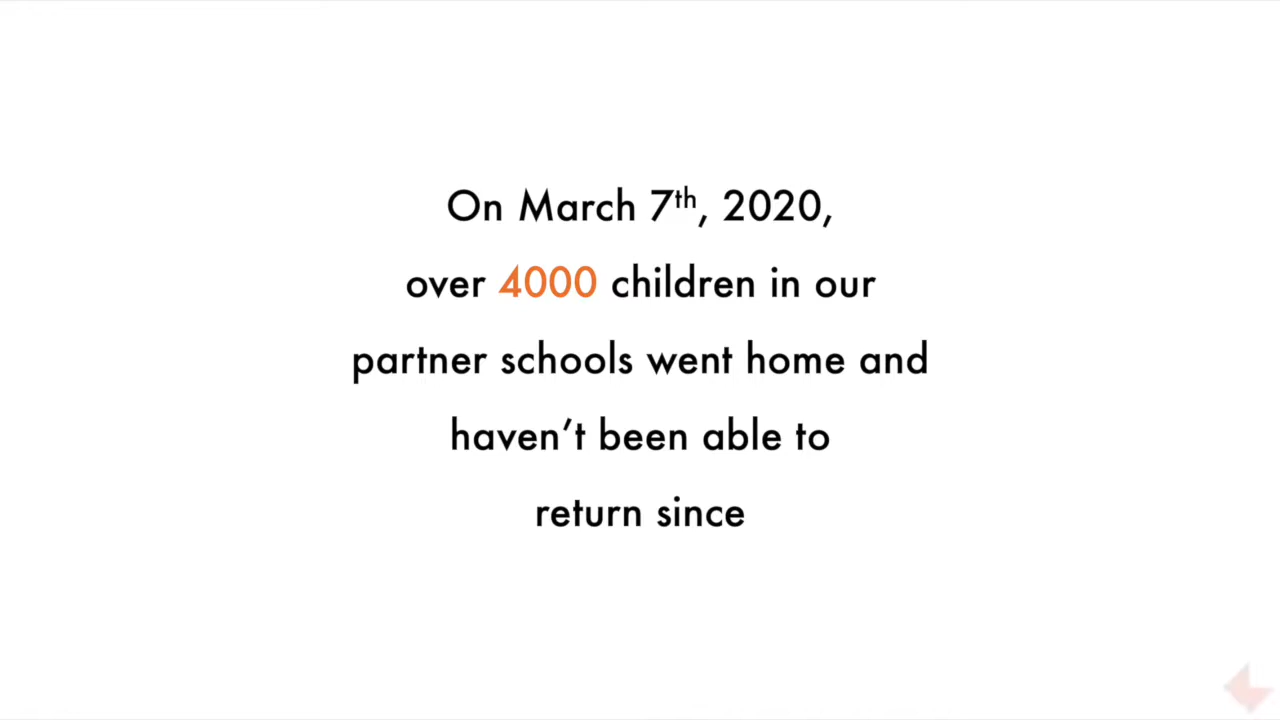 On March 7th, 2020,
over 4000 children in our
partner schools went home and
haven’t been able to
return since